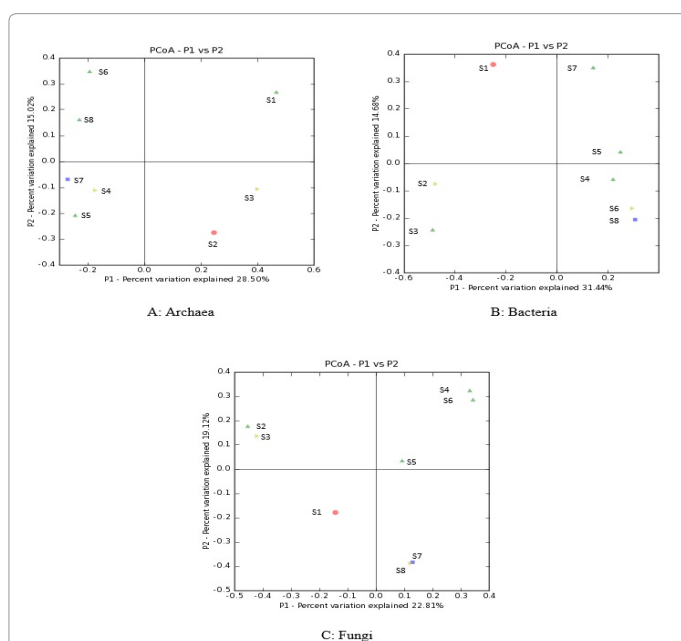 PCoA - P1 vs P2
0.4
0.3
0.2
0.1
0.0
-0.1
-0.2
-0.3
-0.4
P2 - Percent variation explained 15.02%
S6
S1
S8
S7
S4
S3
S5
S2
-0.2 0.0 0.2 0.4 0.6
P1 - Percent variation explained 28.50%
A: Archaea
PCoA - P1 vs P2
0.4
0.3
0.2
0.1
0.0
-0.1
-0.2
-0.3
-0.4
P2 - Percent variation explained 14.68%
S1
S7
S5
S2
S4
S6
S8
S3
-0.6 -0.4 -0.2 0.0 0.2
P1 - Percent variation explained 31.44%
B: Bacteria
PCoA - P1 vs P2
0.4
0.3
0.2
0.1
0.0
-0.1
-0.2
-0.3
-0.4
-0.5
P2 - Percent variation explained 19.12%
S4
S6
S2
S3
S5
S1
S7
S8
-0.5 -0.4 -0.3 -0.2 -0.1 0.0 0.1 0.2 0.3 0.4
P1 - Percent variation explained 22.81%
C: Fungi